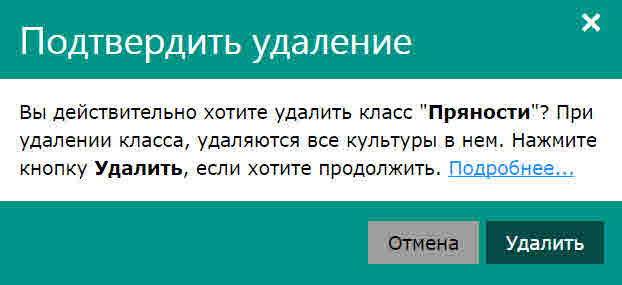 Подтвердить удаление
Вы действительно хотите удалить класс "Пряности"? При
удалении класса, удаляются все культуры в нем. Нажмите
кнопку Удалить, если хотите продолжить. Подробнее...
Отмена Удалить